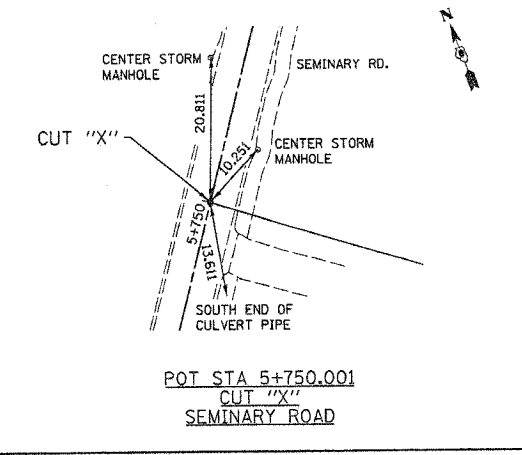 N
CENTER STORM
MANHOLE
SEMINARY RD.
20.811
CUT "X"
CENTER STORM
MANHOLE
10.251
5+750
13.611
SOUTH END OF
CULVERT PIPE
POT STA 5+750.001
CUT "X"
SEMINARY ROAD